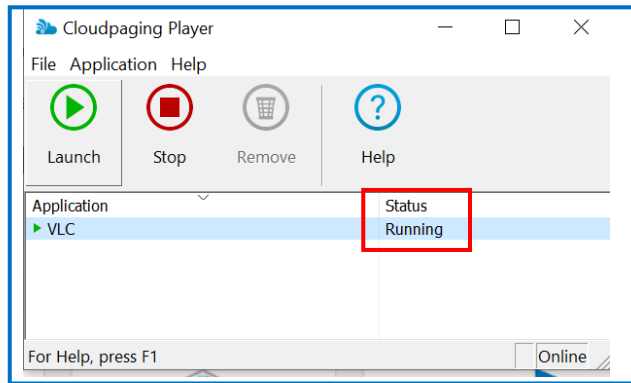 Cloudpaging Player
File Application Help
Launch Stop Remove Help
Application Status
VLC Running
For Help, press F1 Online